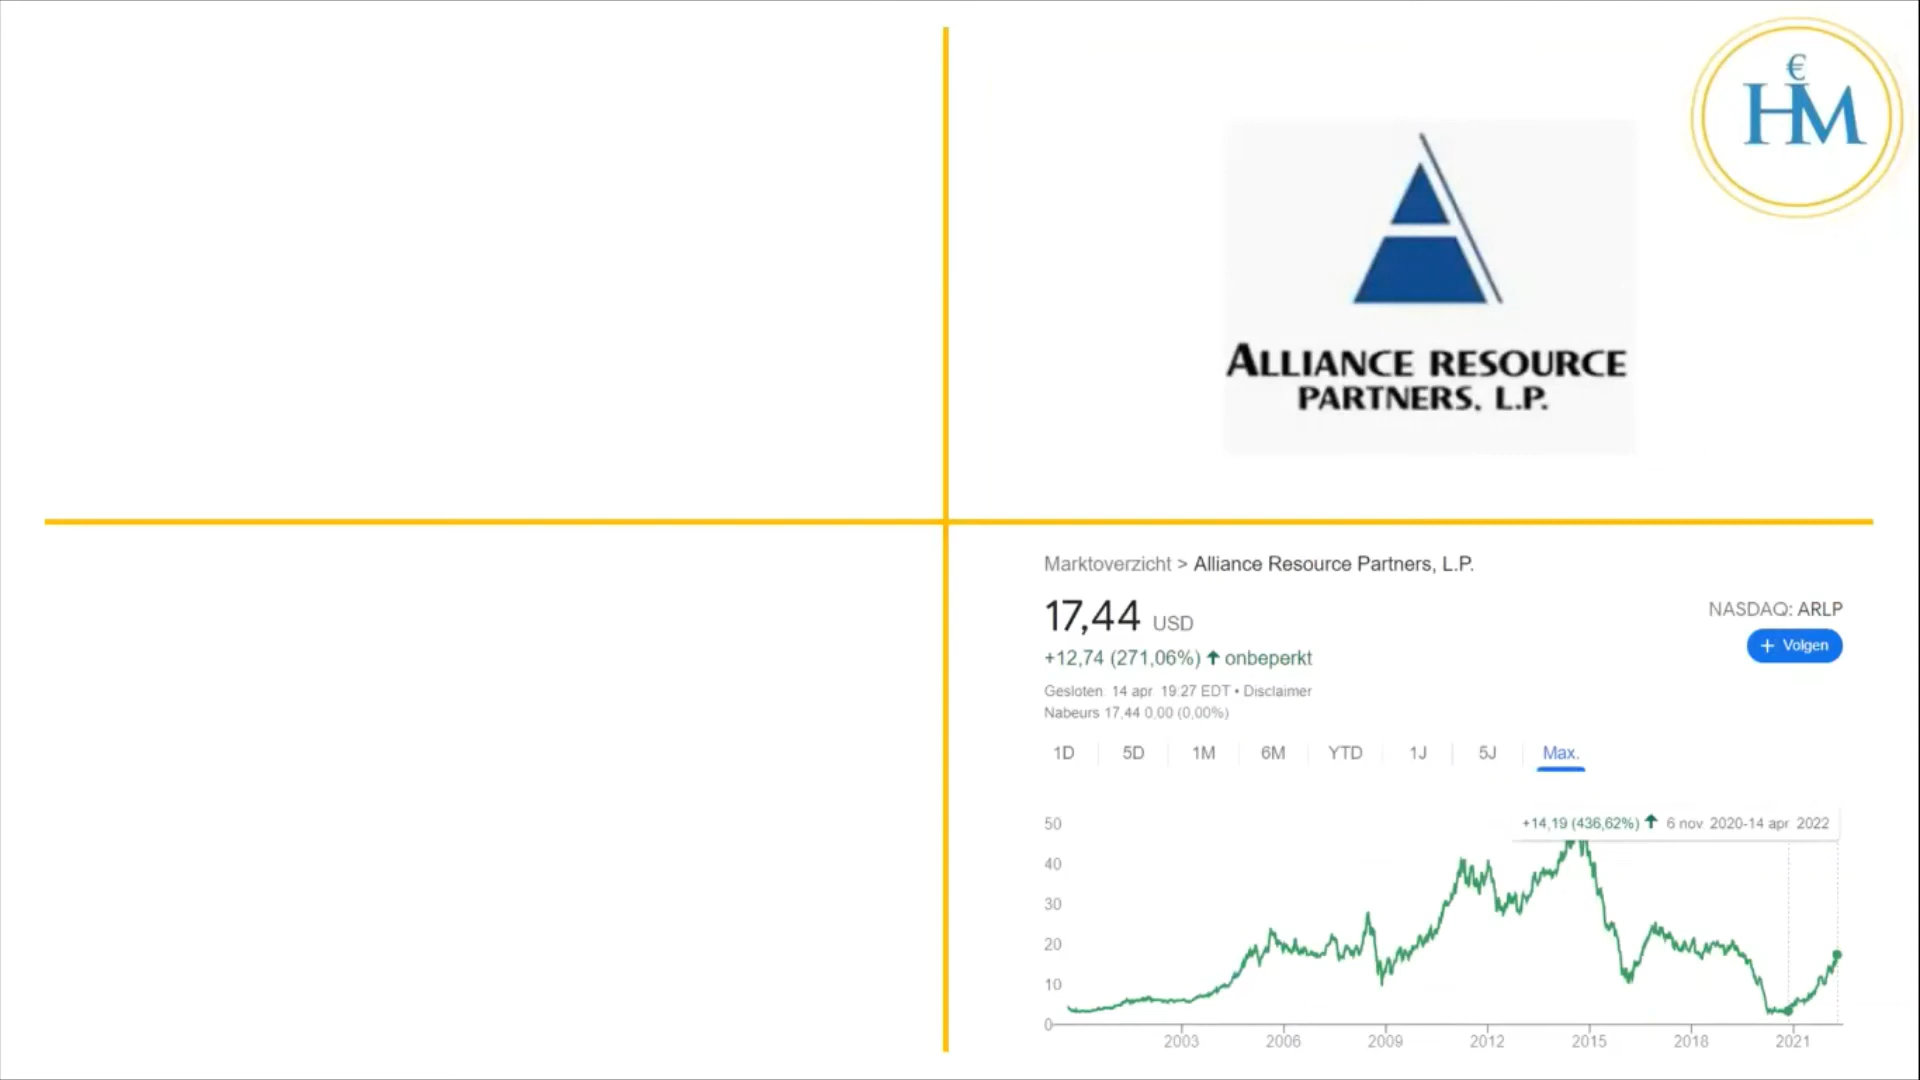 €
HM
ALLIANCE RESOURCE
PARTNERS, L.P.
Marktoverzicht > Alliance Resource Partners, L.P.
17,44 USD
NASDAQ: ARLP
+12,74 (271,06%) ↑ onbeperkt
+ Volgen
Gesloten: 14 apr. 19:27 EDT • Disclaimer
Nabeurs 17,44 0,00 (0,00%)
1D 5D 1M 6M YTD 1J 5J Max.
+14,19 (436,62%) ↑ 6 nov. 2020-14 apr. 2022
50
40
30
20
10
0
2003 2006 2009 2012 2015 2018 2021